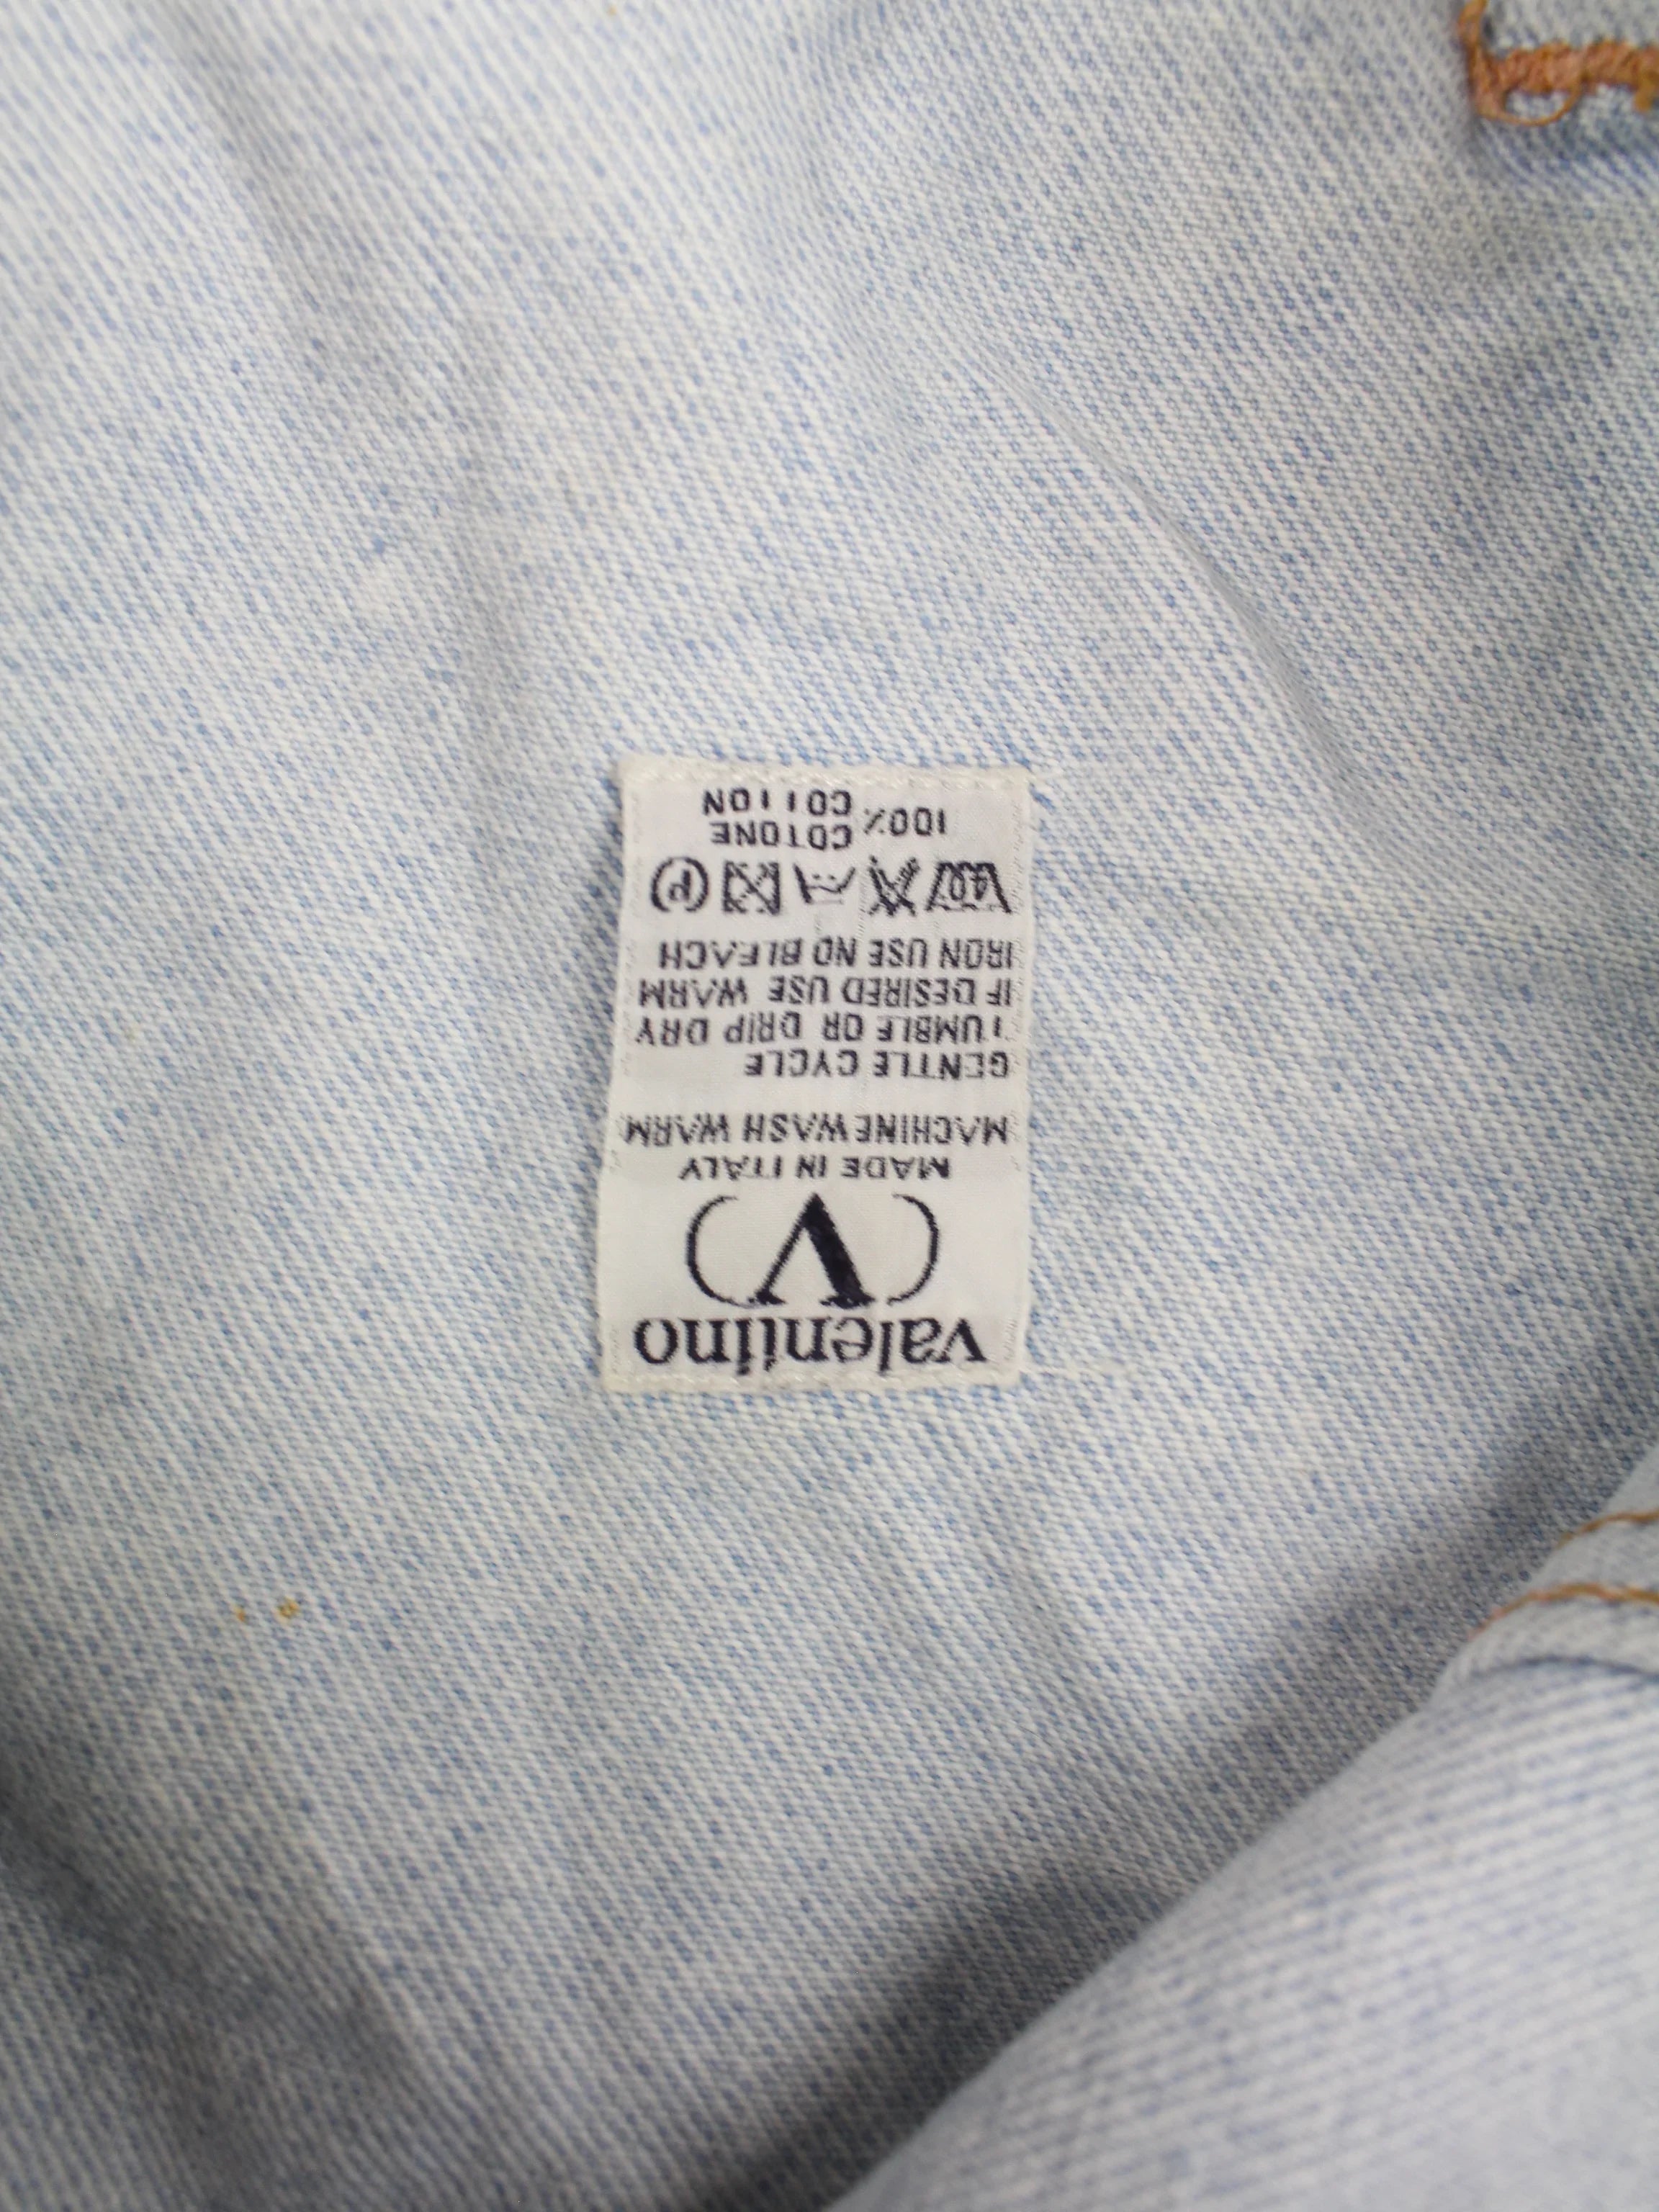 valentino
V
MADE IN ITALY
MACHINE WASH WARM
GENTLE CYCLE
TUMBLE OR DRIP DRY
IF DESIRED USE WARM
IRON USE NO BLEACH
40 P
100% COTONE
COTTON